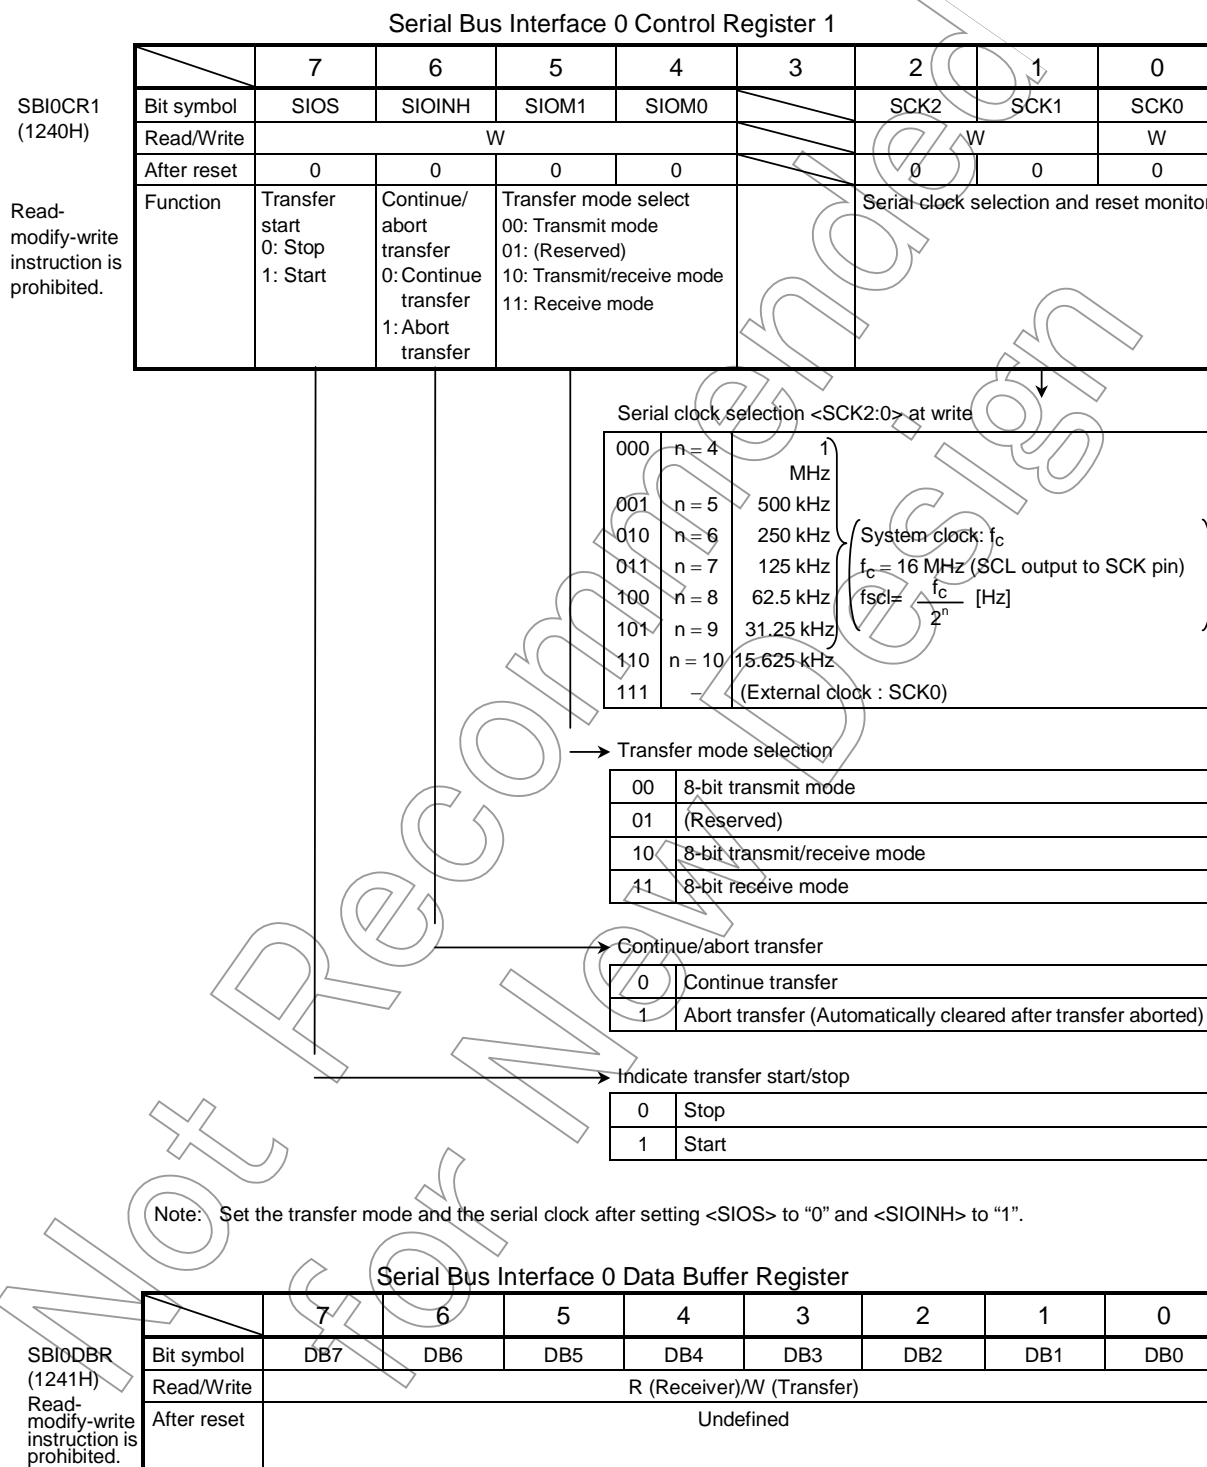 Serial Bus Interface 0 Control Register 1
7 6 5 4 3 2 1 0
SBI0CR1
(1240H)
Bit symbol SIOS SIOINH SIOM1 SIOM0 SCK2 SCK1 SCK0
Read/Write W W W
After reset 0 0 0 0 0 0 0
Read-
modify-write
instruction is
prohibited.
Function
Transfer
start
0: Stop
1: Start
Continue/
abort
transfer
0: Continue
transfer
1: Abort
transfer
Transfer mode select
00: Transmit mode
01: (Reserved)
10: Transmit/receive mode
11: Receive mode
Serial clock selection and reset monitor
Serial clock selection <SCK2:0> at write
000 n = 4 1
MHz
001 n = 5 500 kHz
010 n = 6 250 kHz
011 n = 7 125 kHz
100 n = 8 62.5 kHz
101 n = 9 31.25 kHz
110 n = 10 15.625 kHz
111 – (External clock : SCK0)
System clock: fc
fc = 16 MHz (SCL output to SCK pin)
fscl= fc/2^n [Hz]
Transfer mode selection
00 8-bit transmit mode
01 (Reserved)
10 8-bit transmit/receive mode
11 8-bit receive mode
Continue/abort transfer
0 Continue transfer
1 Abort transfer (Automatically cleared after transfer aborted)
Indicate transfer start/stop
0 Stop
1 Start
Note: Set the transfer mode and the serial clock after setting <SIOS> to “0” and <SIOINH> to “1”.
Serial Bus Interface 0 Data Buffer Register
7 6 5 4 3 2 1 0
SBI0DBR
(1241H)
Read-
modify-write
instruction is
prohibited.
Bit symbol DB7 DB6 DB5 DB4 DB3 DB2 DB1 DB0
Read/Write R (Receiver)/W (Transfer)
After reset Undefined
Not Recommended
for New Design